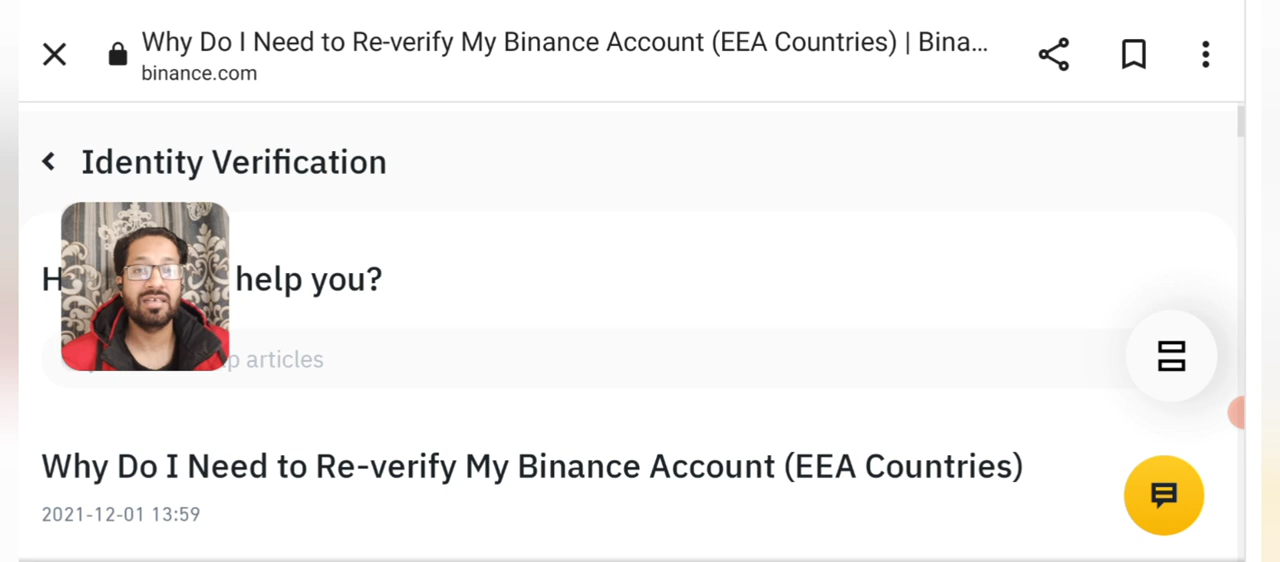 Why Do I Need to Re-verify My Binance Account (EEA Countries) | Bina...
binance.com
Identity Verification
help you?
articles
Why Do I Need to Re-verify My Binance Account (EEA Countries)
2021-12-01 13:59